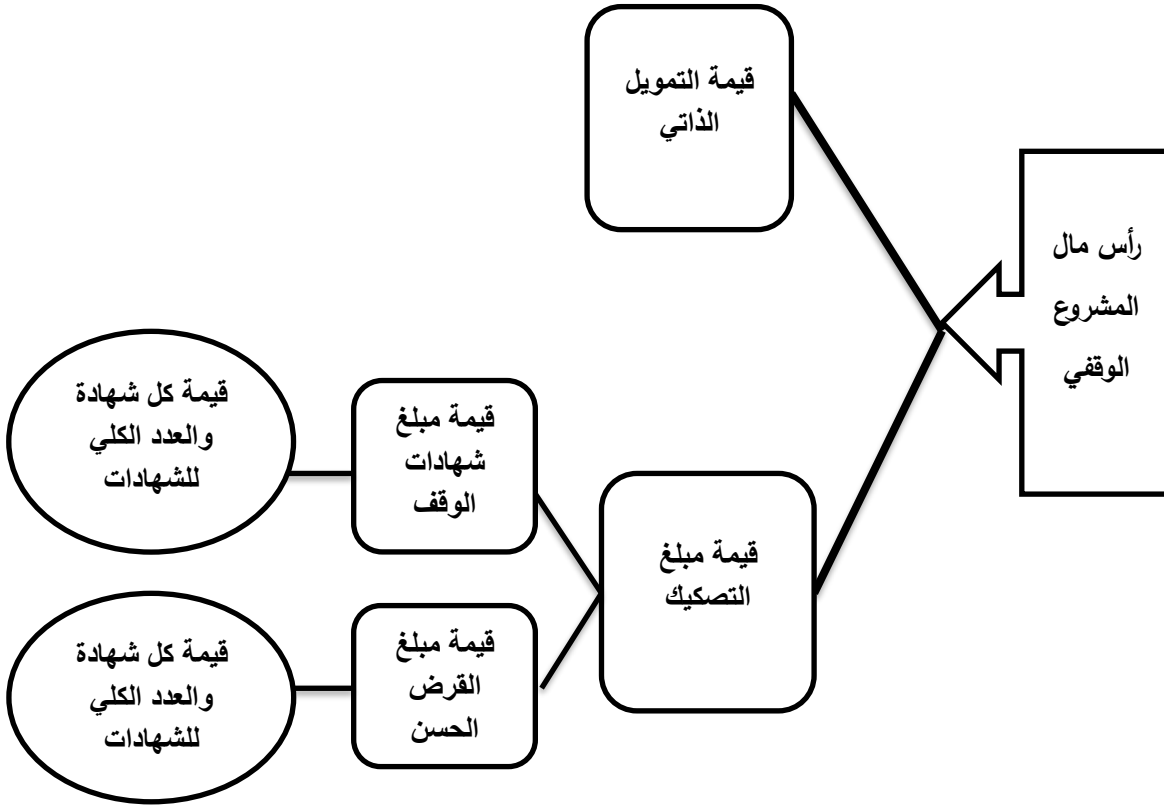 رأس مال
المشروع
الوقفي
قيمة التمويل
الذاتي
قيمة مبلغ
التصكيك
قيمة مبلغ
شهادات
الوقف
قيمة كل شهادة
والعدد الكلي
للشهادات
قيمة مبلغ
القرض
الحسن
قيمة كل شهادة
والعدد الكلي
للشهادات